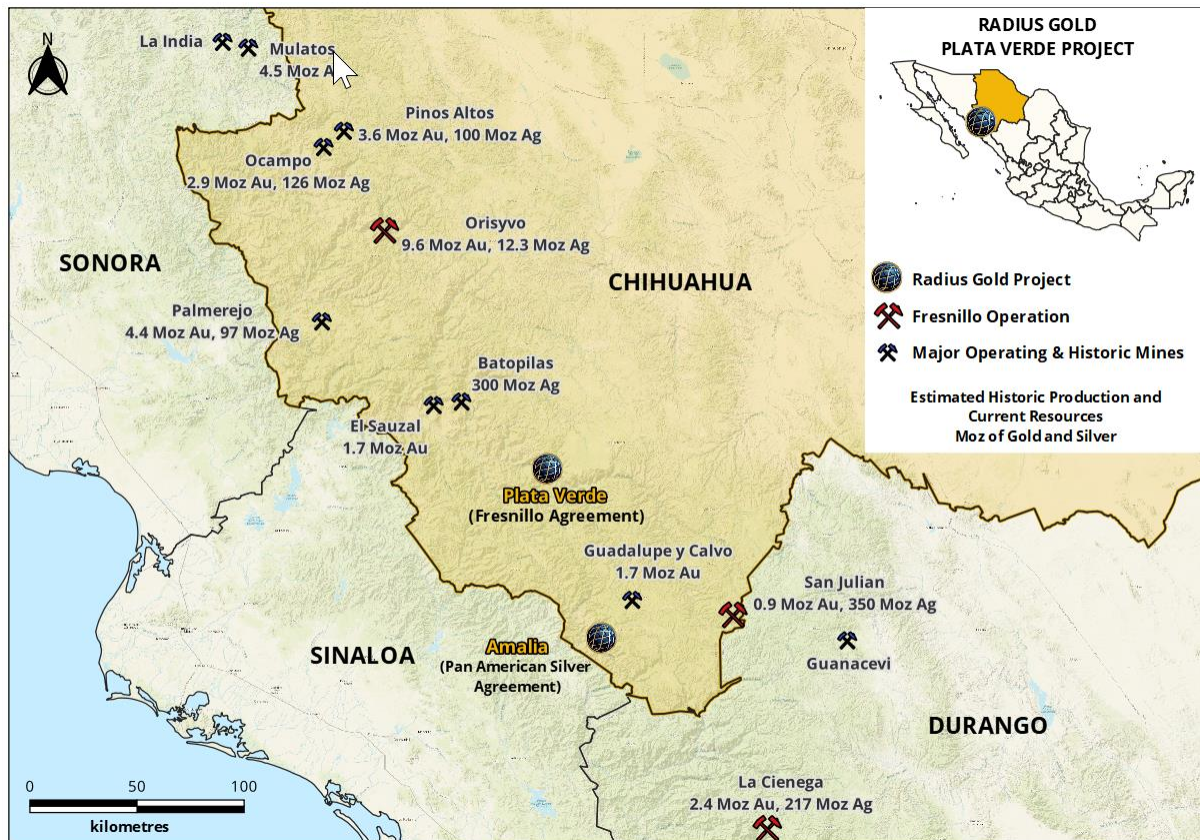 RADIUS GOLD
PLATA VERDE PROJECT
N
La India
Mulatos
4.5 Moz A
Pinos Altos
3.6 Moz Au, 100 Moz Ag
Ocampo
2.9 Moz Au, 126 Moz Ag
Orisyvo
9.6 Moz Au, 12.3 Moz Ag
SONORA
CHIHUAHUA
Radius Gold Project
Fresnillo Operation
Major Operating & Historic Mines
Estimated Historic Production and
Current Resources
Moz of Gold and Silver
Palmerejo
4.4 Moz Au, 97 Moz Ag
Batopilas
300 Moz Ag
El Sauzal
1.7 Moz Au
Plata Verde
(Fresnillo Agreement)
Guadalupe y Calvo
1.7 Moz Au
San Julian
0.9 Moz Au, 350 Moz Ag
Amalia
(Pan American Silver
Agreement)
SINALOA
Guanacevi
DURANGO
La Cienega
2.4 Moz Au, 217 Moz Ag
0 50 100
kilometres